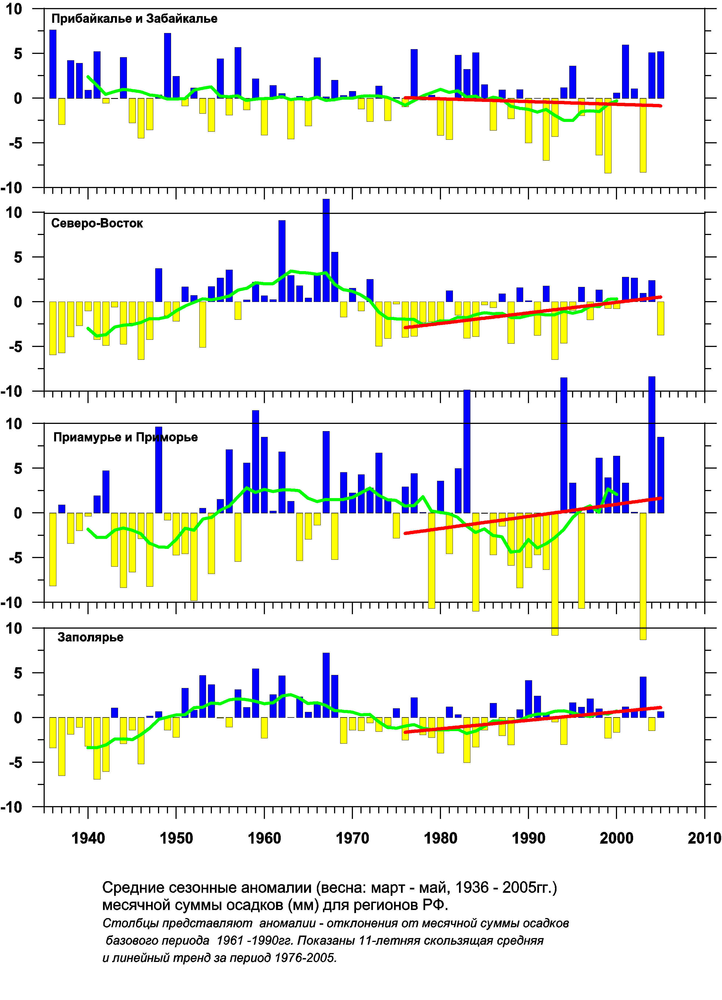 10
Прибайкалье и Забайкалье
5
0
-5
-10
10
Северо-Восток
5
0
-5
-10
10
Приамурье и Приморье
5
0
-5
-10
10
Заполярье
5
0
-5
-10
1940 1950 1960 1970 1980 1990 2000 2010
Средние сезонные аномалии (весна: март - май, 1936 - 2005гг.)
месячной суммы осадков (мм) для регионов РФ.
Столбцы представляют аномалии - отклонения от месячной суммы осадков
базового периода 1961 -1990гг. Показаны 11-летняя скользящая средняя
и линейный тренд за период 1976-2005.